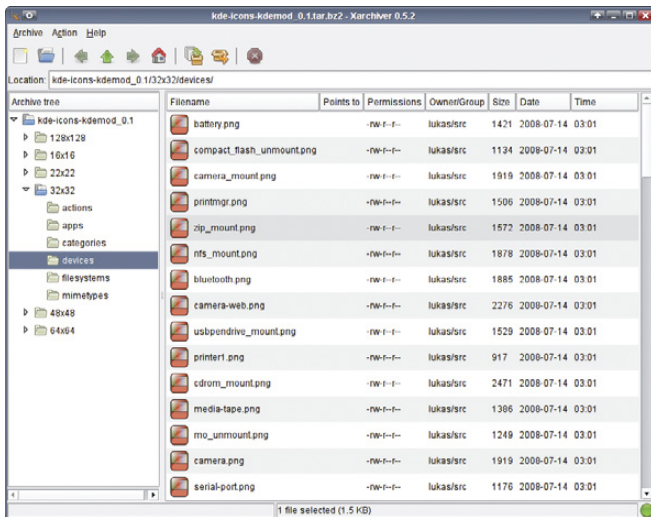 kde-icons-kdemod_0.1.tar.bz2 - Xarchiver 0.5.2
Archive Action Help
Location: kde-icons-kdemod_0.1/32x32/devices/
Archive tree
kde-icons-kdemod_0.1
128x128
16x16
22x22
32x32
actions
apps
categories
devices
filesystems
mimetypes
48x48
64x64
Filename Points to Permissions Owner/Group Size Date Time
battery.png -rw-r--r-- lukas/src 1421 2008-07-14 03:01
compact_flash_unmount.png -rw-r--r-- lukas/src 1134 2008-07-14 03:01
camera_mount.png -rw-r--r-- lukas/src 1919 2008-07-14 03:01
printmgr.png -rw-r--r-- lukas/src 1506 2008-07-14 03:01
zip_mount.png -rw-r--r-- lukas/src 1572 2008-07-14 03:01
nfs_mount.png -rw-r--r-- lukas/src 1878 2008-07-14 03:01
bluetooth.png -rw-r--r-- lukas/src 1885 2008-07-14 03:01
camera-web.png -rw-r--r-- lukas/src 2276 2008-07-14 03:01
usbpendrive_mount.png -rw-r--r-- lukas/src 1529 2008-07-14 03:01
printer1.png -rw-r--r-- lukas/src 917 2008-07-14 03:01
cdrom_mount.png -rw-r--r-- lukas/src 2471 2008-07-14 03:01
media-tape.png -rw-r--r-- lukas/src 1386 2008-07-14 03:01
mo_unmount.png -rw-r--r-- lukas/src 1249 2008-07-14 03:01
camera.png -rw-r--r-- lukas/src 1919 2008-07-14 03:01
serial-port.png -rw-r--r-- lukas/src 1176 2008-07-14 03:01
1 file selected (1.5 KB)